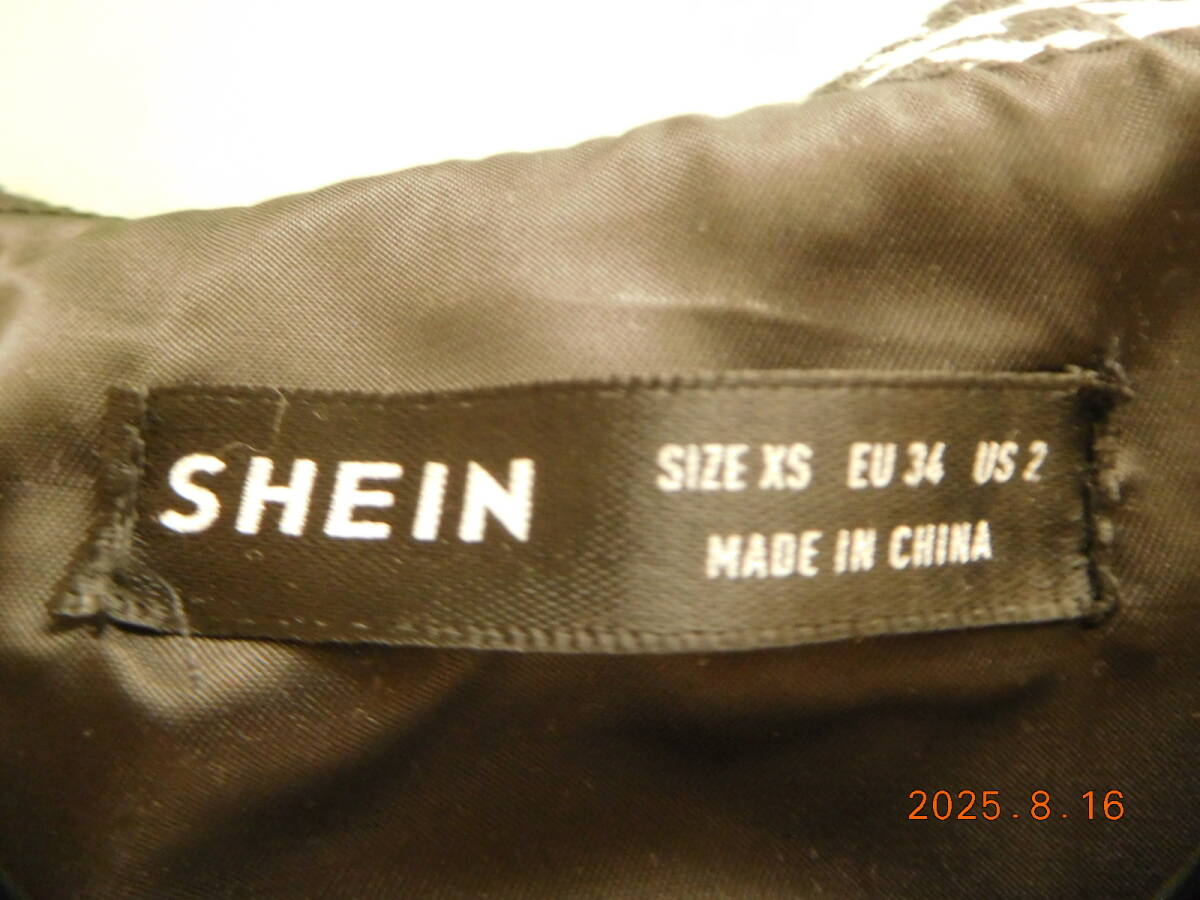 SHEIN
SIZE XS EU 34 US 2
MADE IN CHINA
2025.8.16